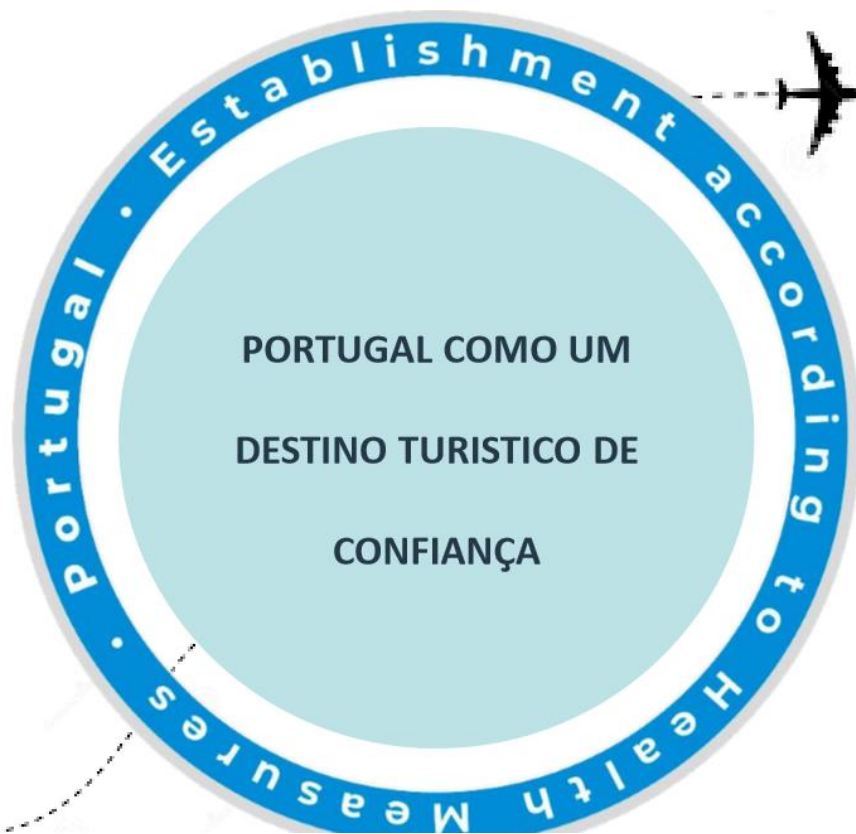 Portugal · Establishment according to Health Measures ·
PORTUGAL COMO UM
DESTINO TURISTICO DE
CONFIANÇA